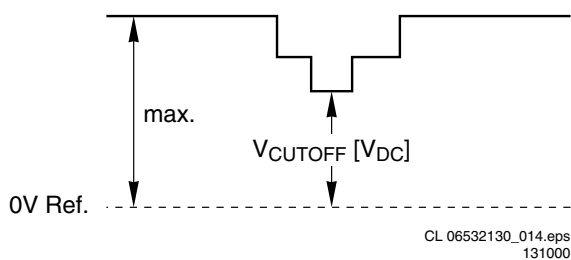 max.
VCUTOFF [VDC]
0V Ref.
CL 06532130_014.eps
131000